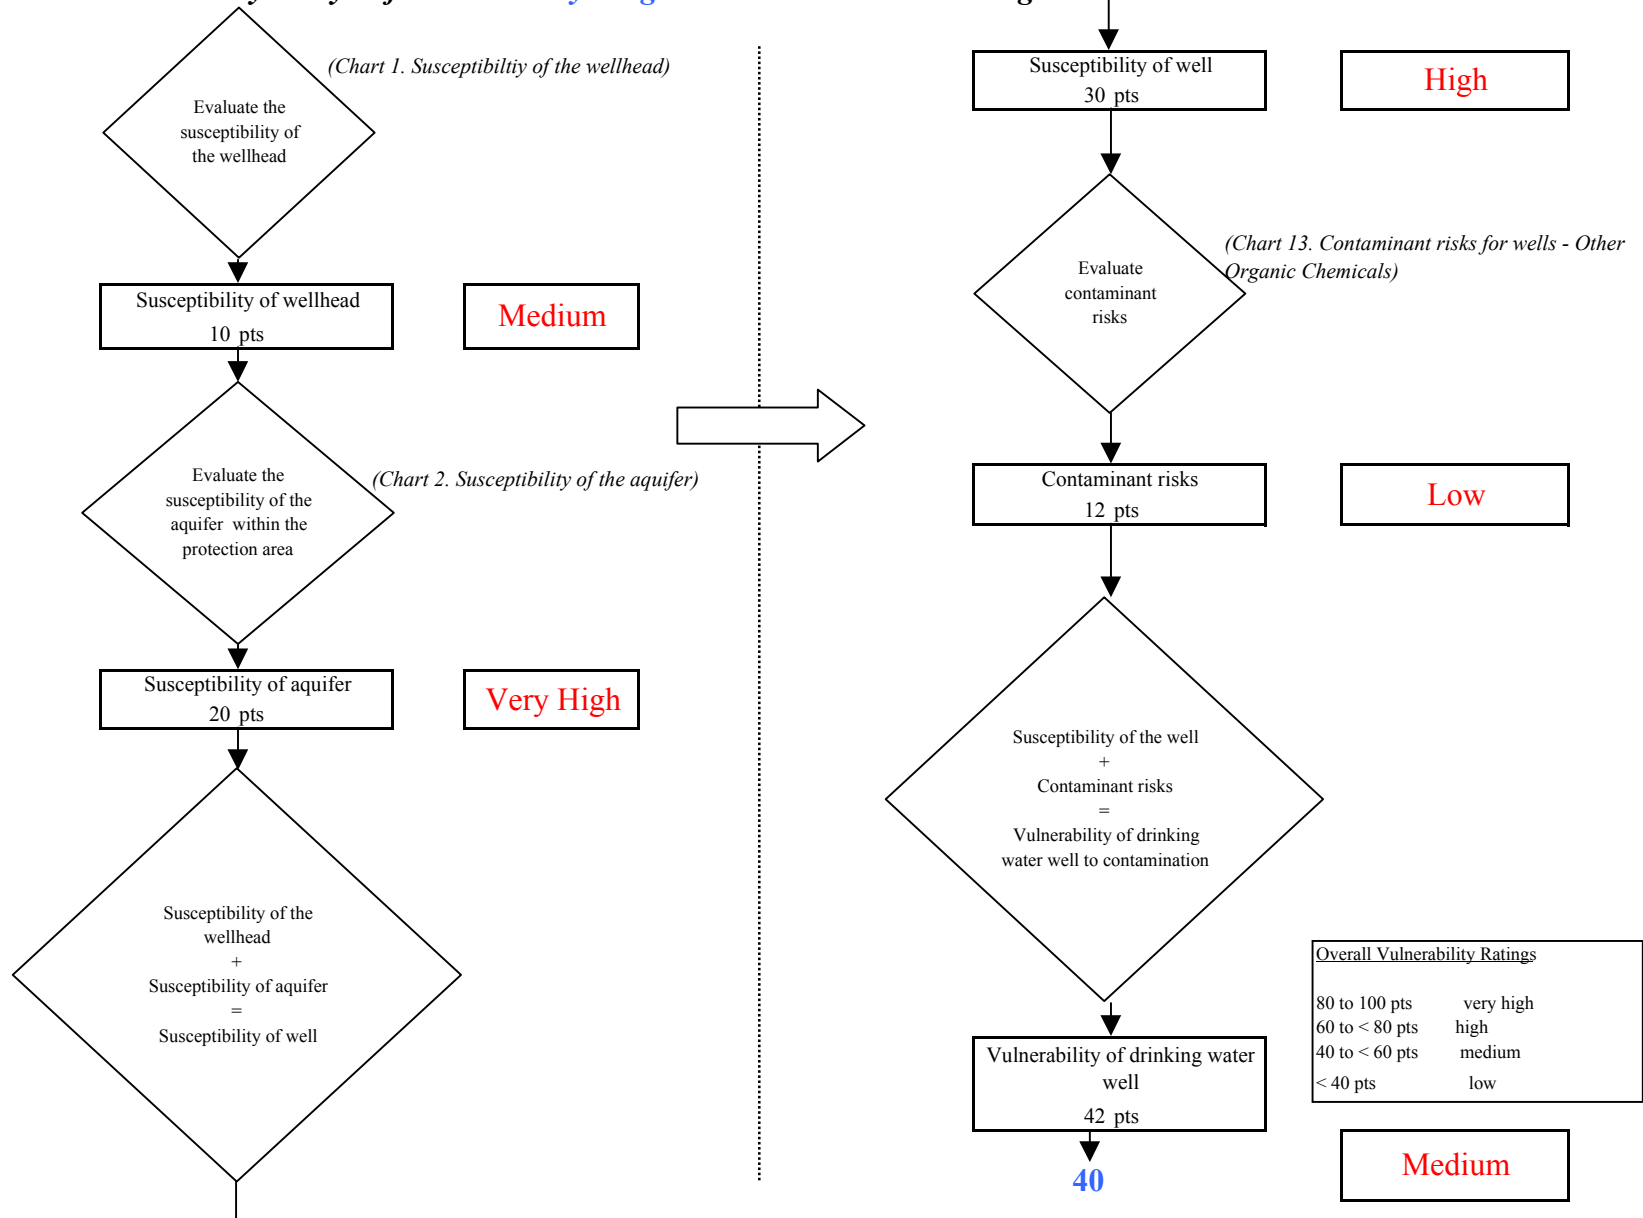 (Chart 1. Susceptibiltiy of the wellhead)
Evaluate the
susceptibility of
the wellhead
Susceptibility of wellhead
10 pts
Medium
Evaluate the
susceptibility of the
aquifer within the
protection area
(Chart 2. Susceptibility of the aquifer)
Susceptibility of aquifer
20 pts
Very High
Susceptibility of the
wellhead
+
Susceptibility of aquifer
=
Susceptibility of well
Susceptibility of well
30 pts
High
Evaluate
contaminant
risks
(Chart 13. Contaminant risks for wells - Other
Organic Chemicals)
Contaminant risks
12 pts
Low
Susceptibility of the well
+
Contaminant risks
=
Vulnerability of drinking
water well to contamination
Vulnerability of drinking water
well
42 pts
40
Overall Vulnerability Ratings
80 to 100 pts very high
60 to < 80 pts high
40 to < 60 pts medium
< 40 pts low
Medium